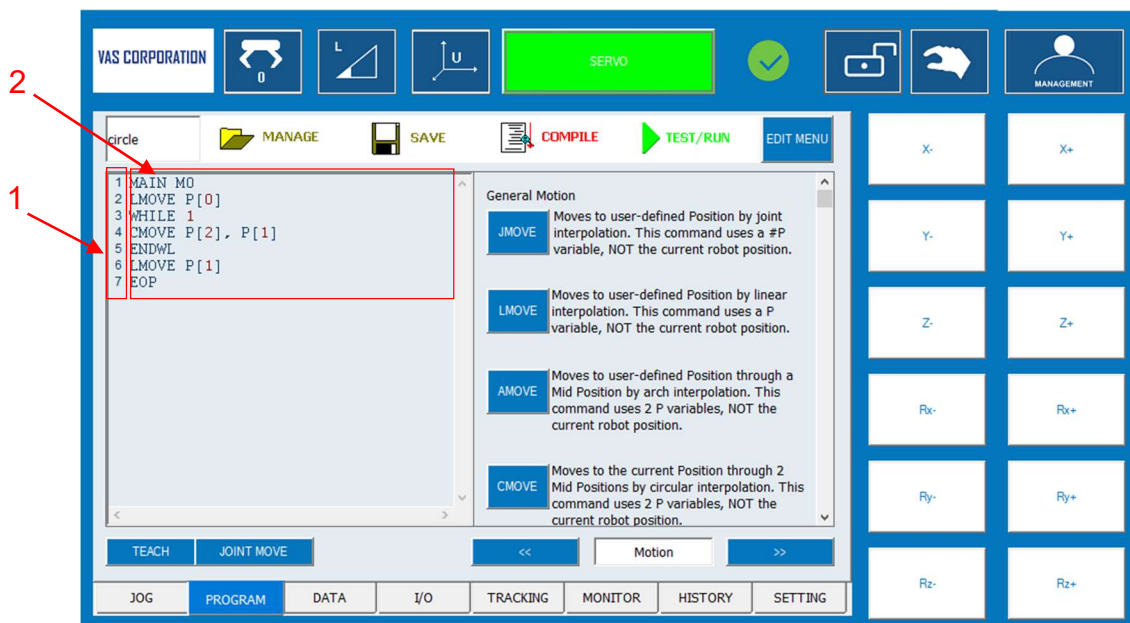 2
1
VAS CORPORATION
0
L
U
SERVO
MANAGEMENT
circle
MANAGE
SAVE
COMPILE
TEST/RUN
EDIT MENU
1 MAIN M0
2 LMOVE P[0]
3 WHILE 1
4 CMOVE P[2], P[1]
5 ENDWL
6 LMOVE P[1]
7 EOP
General Motion
JMOVE
Moves to user-defined Position by joint
interpolation. This command uses a #P
variable, NOT the current robot position.
LMOVE
Moves to user-defined Position by linear
interpolation. This command uses a P
variable, NOT the current robot position.
AMOVE
Moves to user-defined Position through a
Mid Position by arch interpolation. This
command uses 2 P variables, NOT the
current robot position.
CMOVE
Moves to the current Position through 2
Mid Positions by circular interpolation. This
command uses 2 P variables, NOT the
current robot position.
TEACH
JOINT MOVE
<<
Motion
>>
JOG
PROGRAM
DATA
I/O
TRACKING
MONITOR
HISTORY
SETTING
X-
X+
Y-
Y+
Z-
Z+
Rx-
Rx+
Ry-
Ry+
Rz-
Rz+